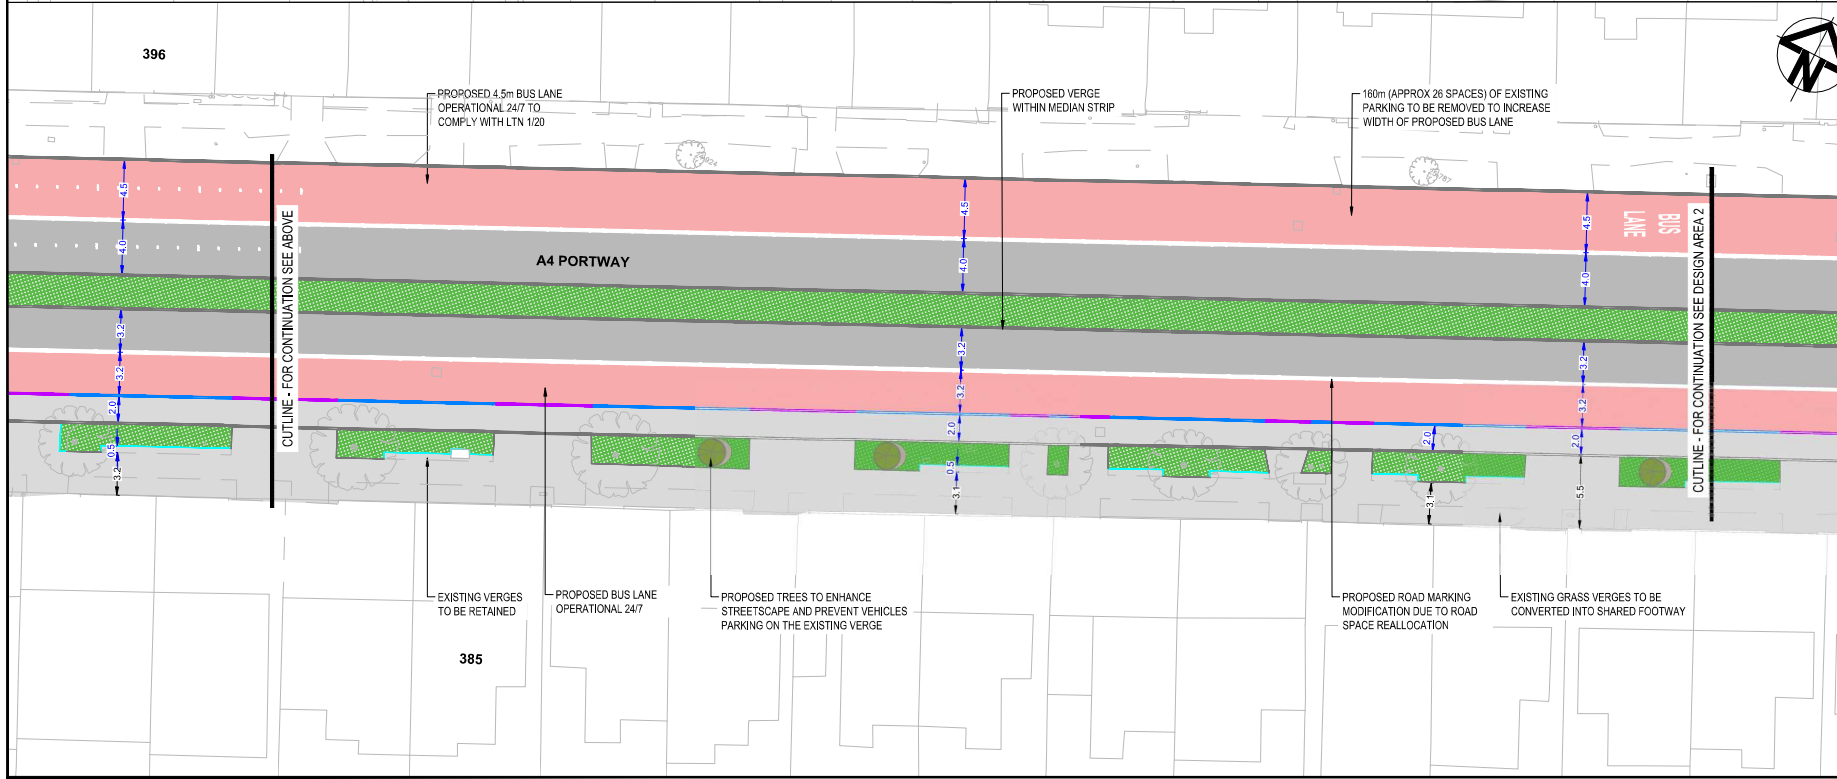 396
PROPOSED 4.5m BUS LANE
OPERATIONAL 24/7 TO
COMPLY WITH LTN 1/20
PROPOSED VERGE
WITHIN MEDIAN STRIP
160m (APPROX 26 SPACES) OF EXISTING
PARKING TO BE REMOVED TO INCREASE
WIDTH OF PROPOSED BUS LANE
N
4.5
4.0
3.2
3.2
2.0
0.5
3.2
CUTLINE - FOR CONTINUATION SEE ABOVE
A4 PORTWAY
4.5
4.0
3.2
3.2
2.0
0.5
3.1
2.0
3.1
4.5
4.0
3.2
3.2
2.0
5.5
BUS
LANE
CUTLINE - FOR CONTINUATION SEE DESIGN AREA 2
EXISTING VERGES
TO BE RETAINED
PROPOSED BUS LANE
OPERATIONAL 24/7
PROPOSED TREES TO ENHANCE
STREETSCAPE AND PREVENT VEHICLES
PARKING ON THE EXISTING VERGE
PROPOSED ROAD MARKING
MODIFICATION DUE TO ROAD
SPACE REALLOCATION
EXISTING GRASS VERGES TO BE
CONVERTED INTO SHARED FOOTWAY
385